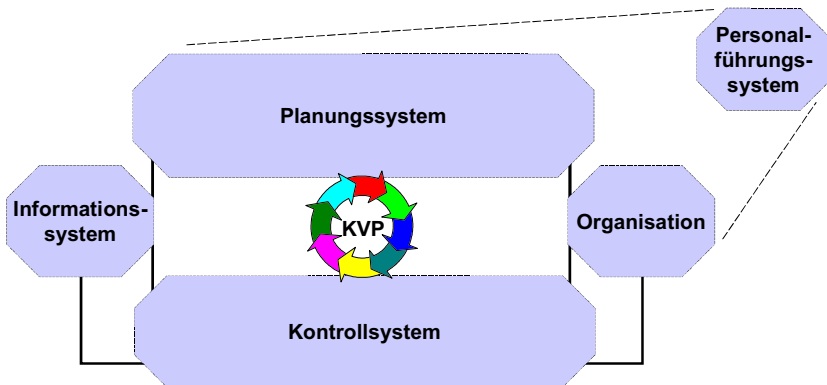 Personal-
führungs-
system
Planungssystem
Informations-
system
KVP
Organisation
Kontrollsystem